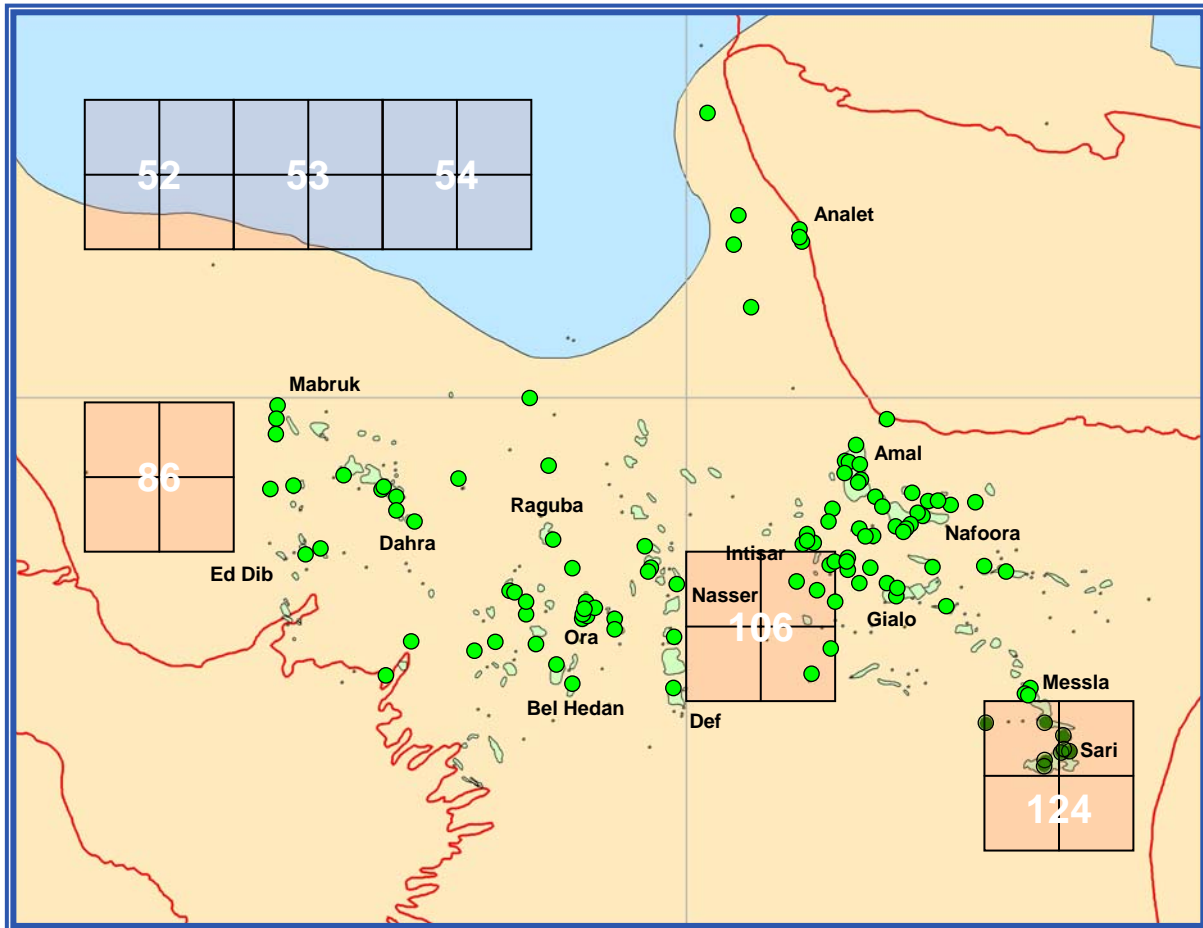 52
53
54
Analet
Mabruk
86
Amal
Raguba
Dahra
Nafoora
Intisar
Ed Dib
Nasser
Gialo
106
Ora
Messla
Bel Hedan
Def
Sari
124